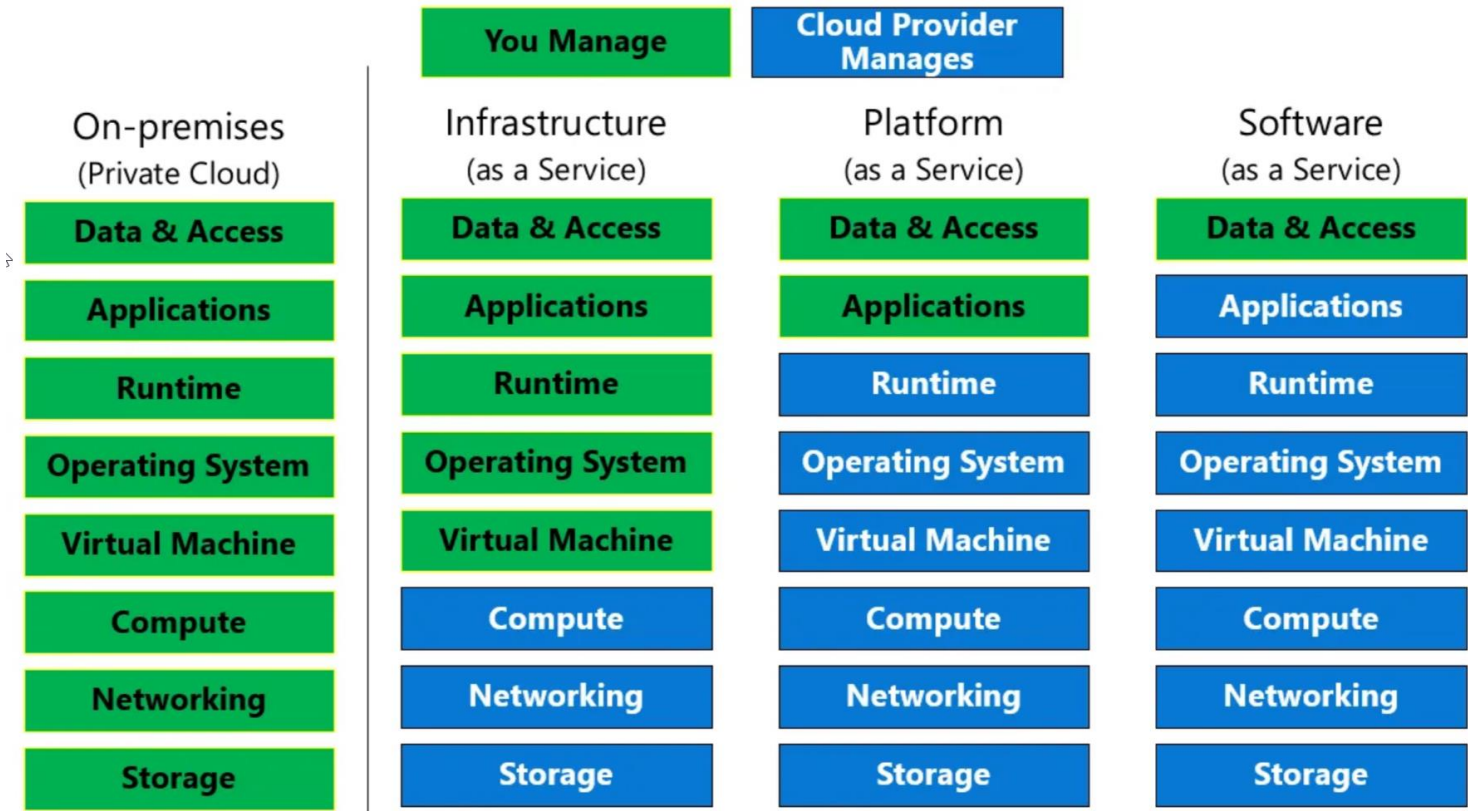 You Manage
Cloud Provider
Manages
On-premises
(Private Cloud)
Data & Access
Applications
Runtime
Operating System
Virtual Machine
Compute
Networking
Storage
Infrastructure
(as a Service)
Data & Access
Applications
Runtime
Operating System
Virtual Machine
Compute
Networking
Storage
Platform
(as a Service)
Data & Access
Applications
Runtime
Operating System
Virtual Machine
Compute
Networking
Storage
Software
(as a Service)
Data & Access
Applications
Runtime
Operating System
Virtual Machine
Compute
Networking
Storage